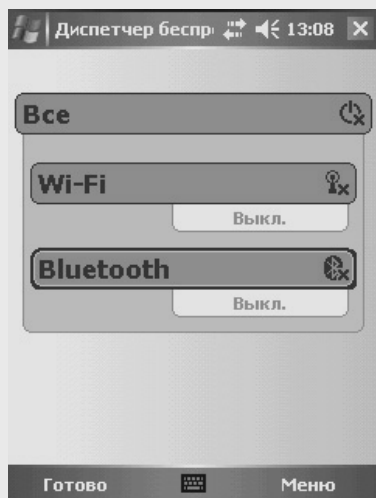 Диспетчер беспр 13:08
Все
Wi-Fi
Выкл.
Bluetooth
Выкл.
Готово Меню